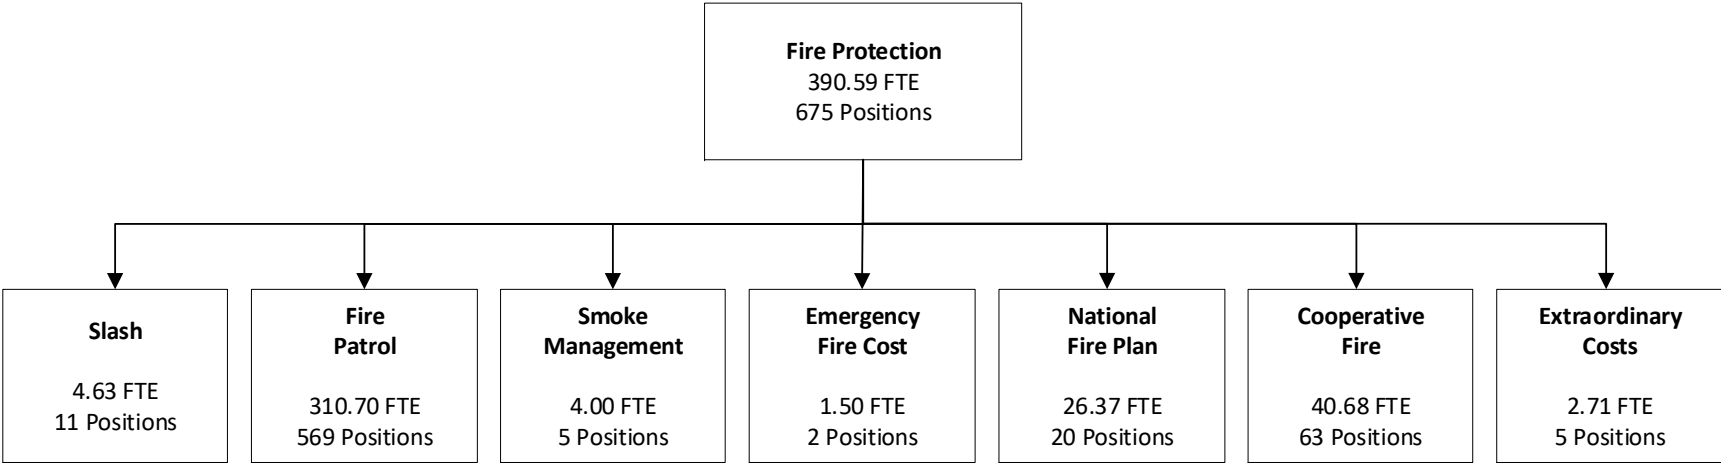 Fire Protection
390.59 FTE
675 Positions
Slash
4.63 FTE
11 Positions
Fire
Patrol
310.70 FTE
569 Positions
Smoke
Management
4.00 FTE
5 Positions
Emergency
Fire Cost
1.50 FTE
2 Positions
National
Fire Plan
26.37 FTE
20 Positions
Cooperative
Fire
40.68 FTE
63 Positions
Extraordinary
Costs
2.71 FTE
5 Positions